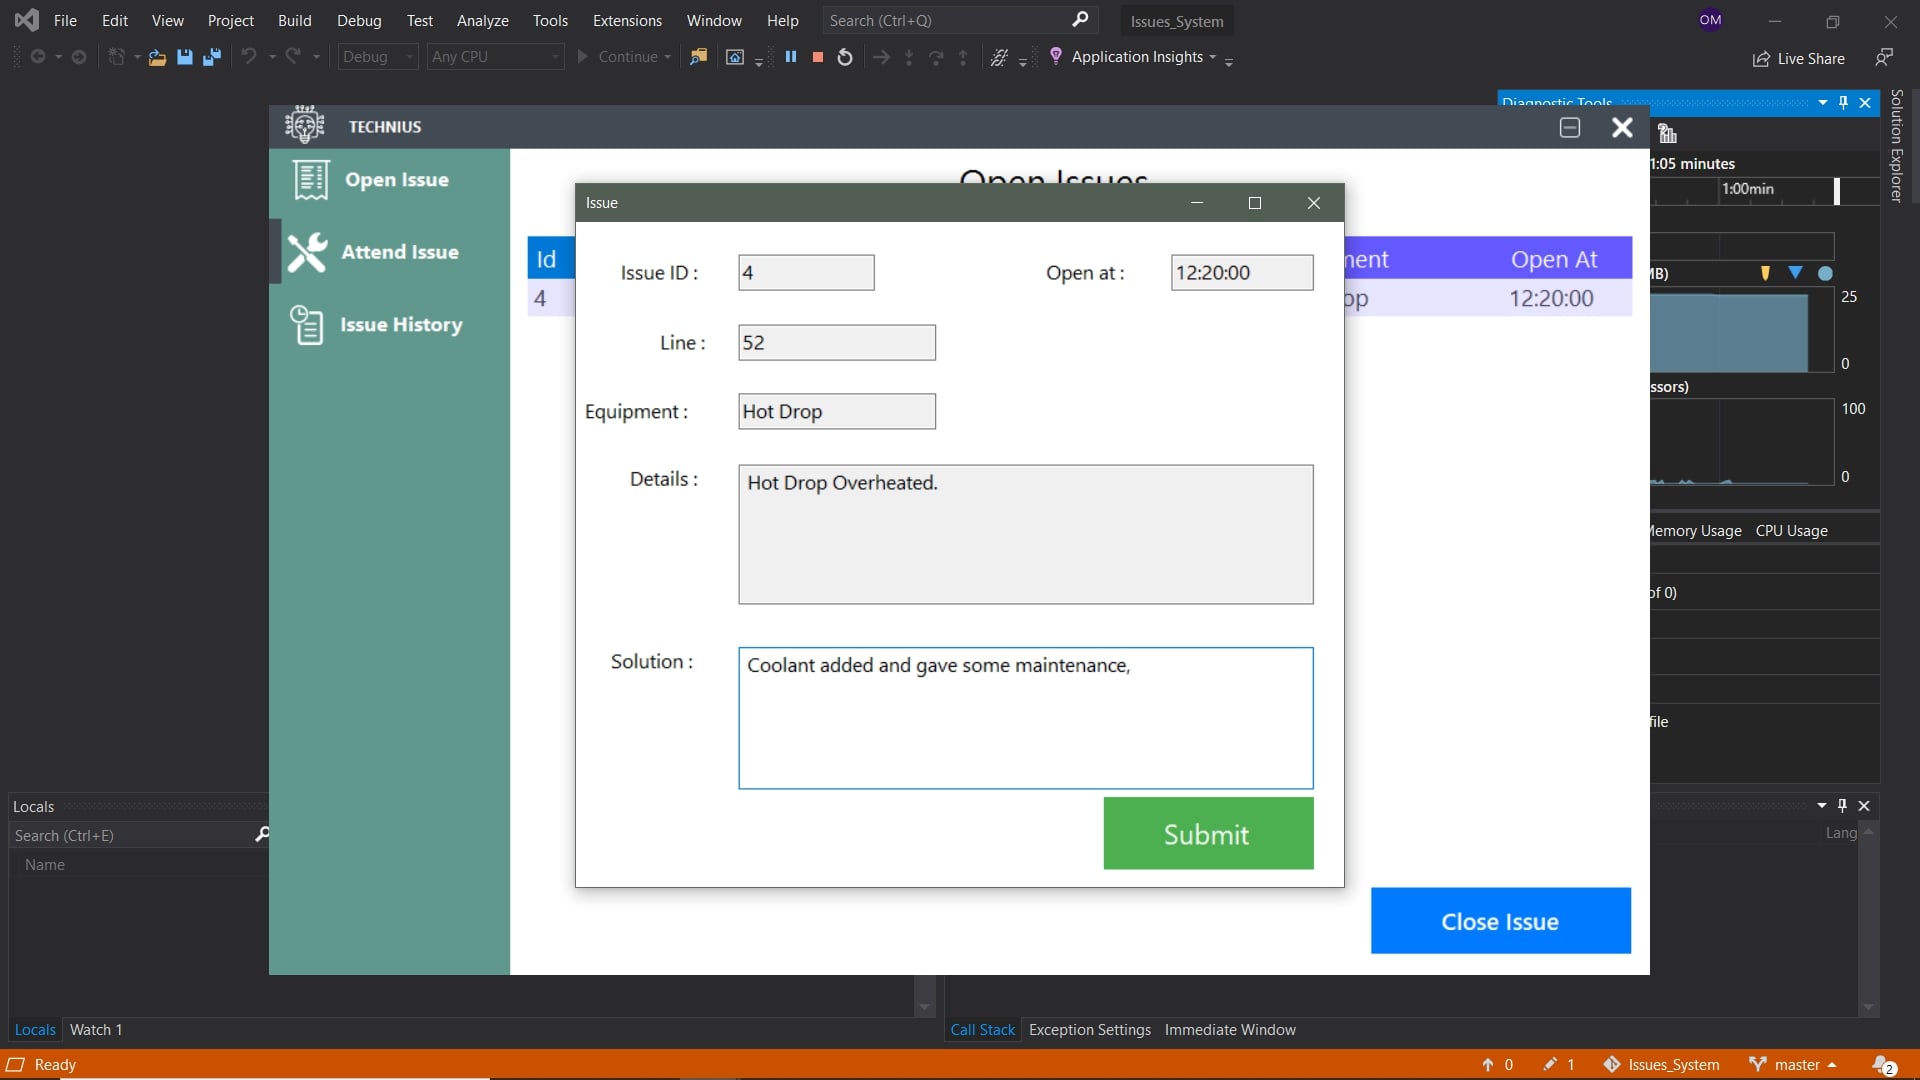 File Edit View Project Build Debug Test Analyze Tools Extensions Window Help Search (Ctrl+Q) Issues_System OM
Debug Any CPU Continue Application Insights Live Share
Diagnostic Tools
Solution Explorer
TECHNIUS
1:05 minutes
1:00min
Open Issue
Attend Issue
Issue History
Open Issues
Id ment Open At
4 op 12:20:00
Issue
Issue ID : 4 Open at : 12:20:00
Line : 52
Equipment : Hot Drop
Details : Hot Drop Overheated.
Solution : Coolant added and gave some maintenance,
Submit
Close Issue
MB)
25
0
ssors)
100
0
Memory Usage CPU Usage
of 0)
file
Locals
Search (Ctrl+E)
Name
Lang
Locals Watch 1
Call Stack Exception Settings Immediate Window
Ready 0 1 Issues_System master 2